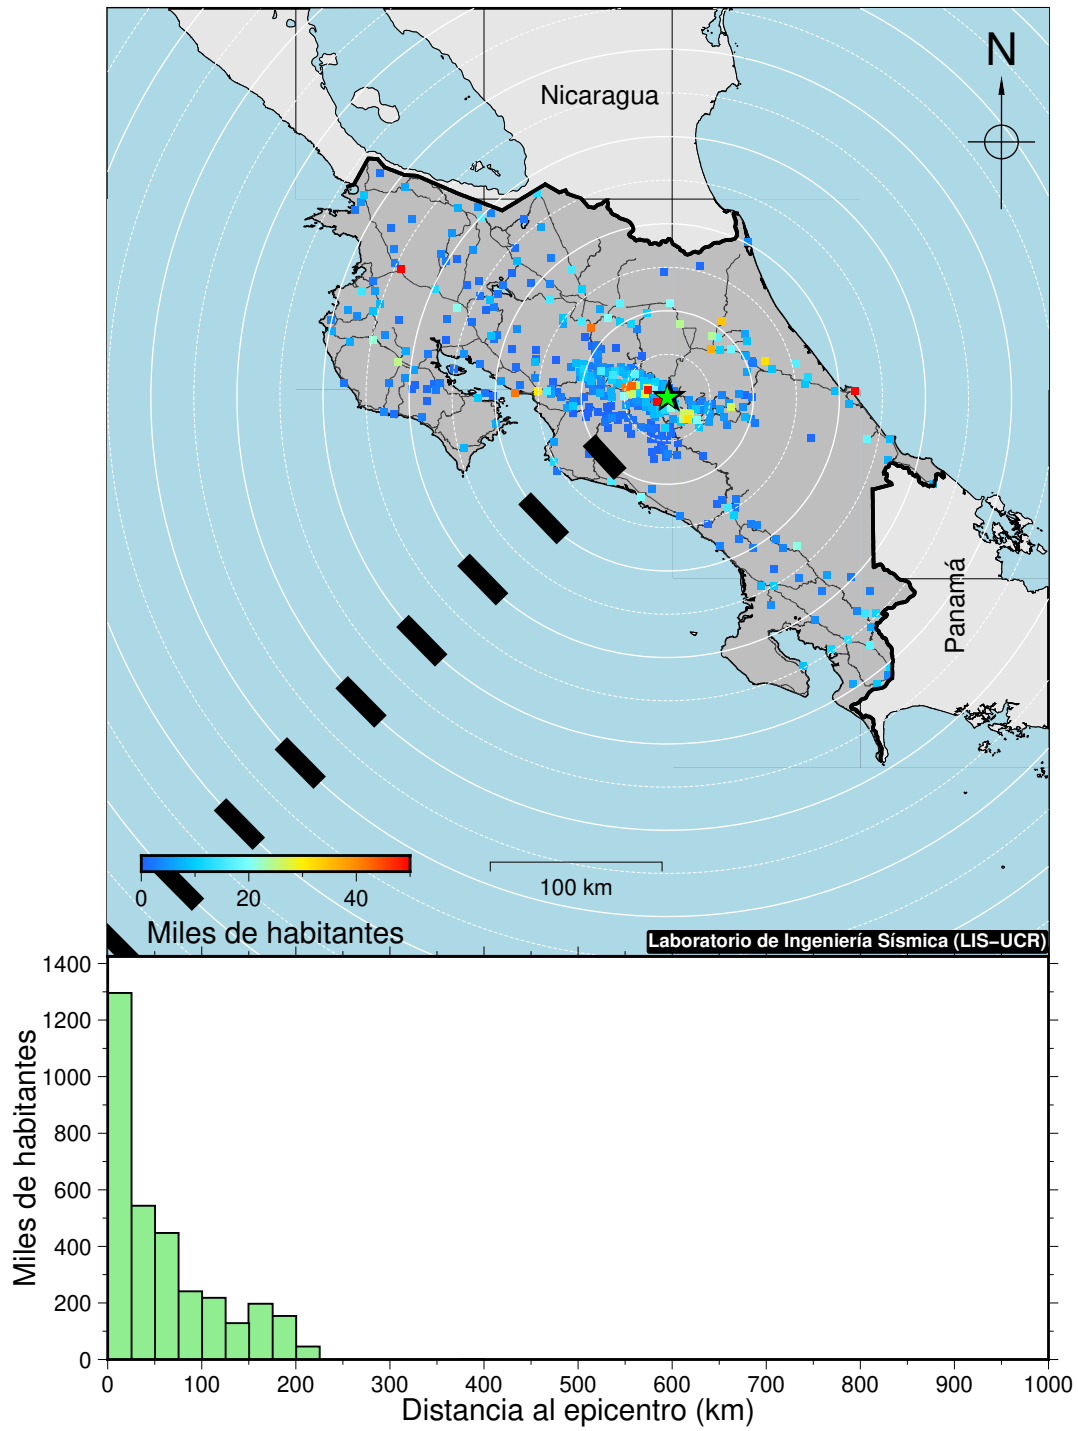 N
Nicaragua
Panamá
0 20 40
Miles de habitantes
100 km
Laboratorio de Ingeniería Sísmica (LIS−UCR)
1400
1200
1000
800
600
400
200
0
Miles de habitantes
0 100 200 300 400 500 600 700 800 900 1000
Distancia al epicentro (km)